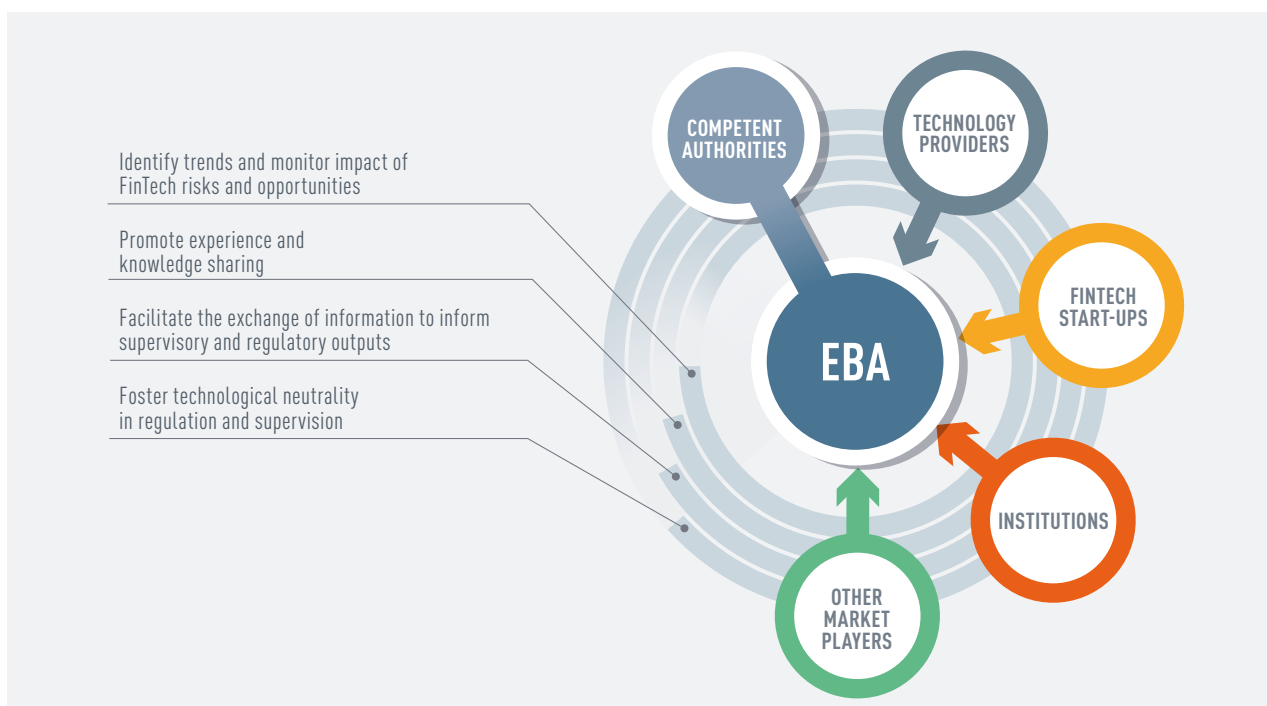 Identify trends and monitor impact of
FinTech risks and opportunities
Promote experience and
knowledge sharing
Facilitate the exchange of information to inform
supervisory and regulatory outputs
Foster technological neutrality
in regulation and supervision
COMPETENT
AUTHORITIES
TECHNOLOGY
PROVIDERS
FINTECH
START-UPS
EBA
INSTITUTIONS
OTHER
MARKET
PLAYERS